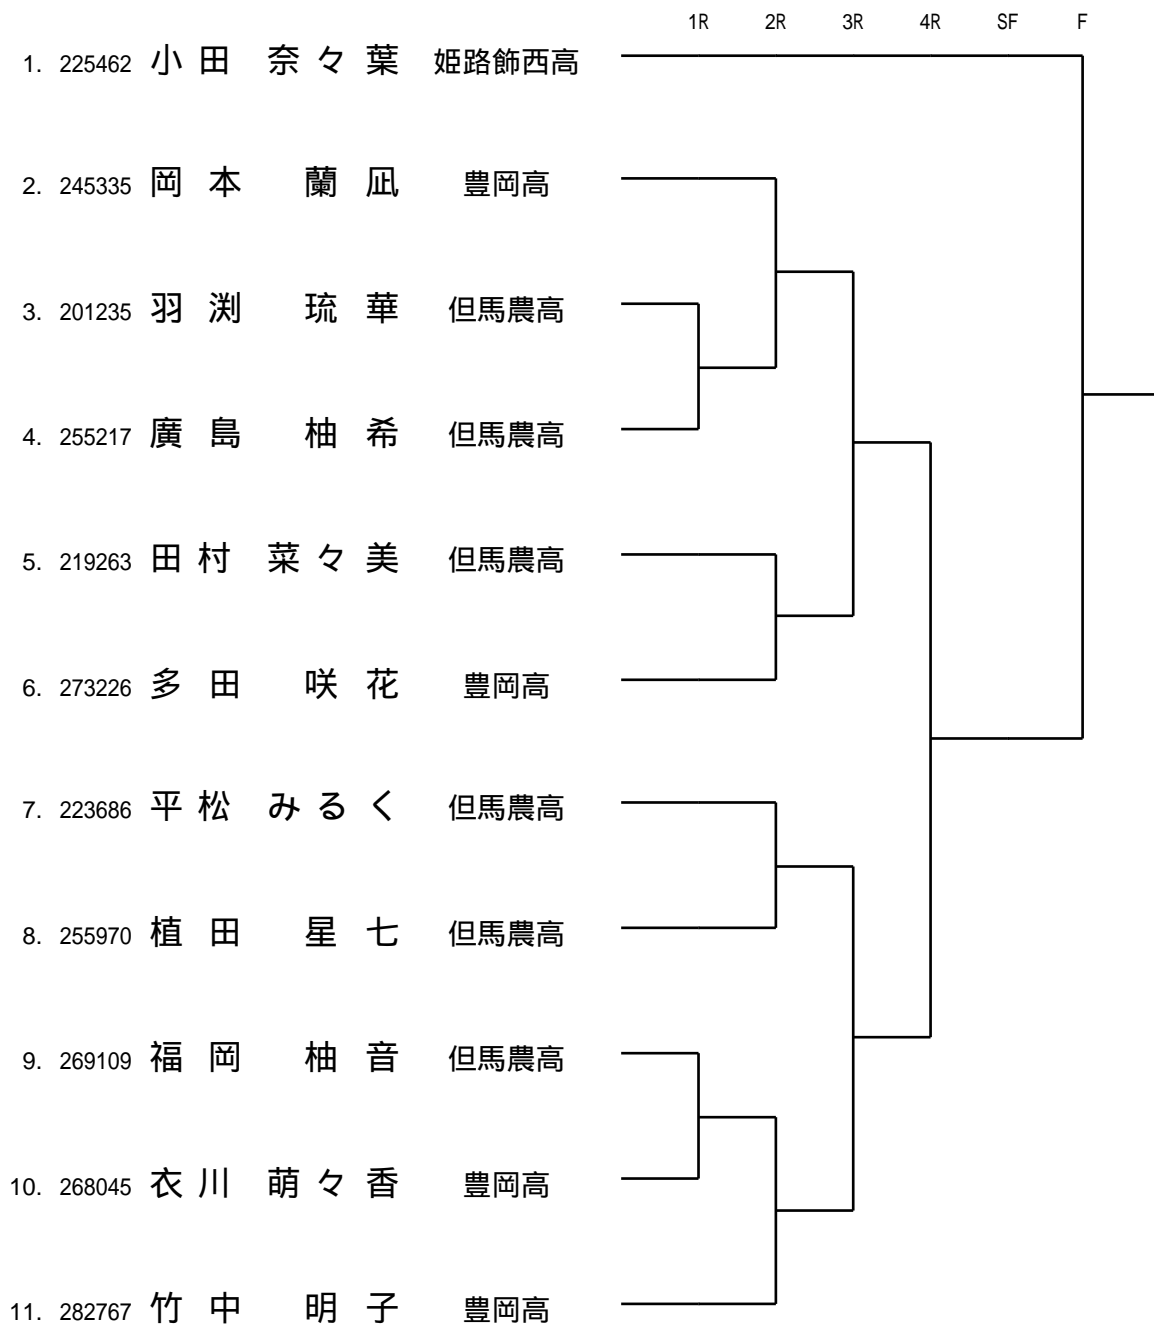 1R 2R 3R 4R SF F
1. 225462 小田 奈々葉 姫路飾西高
2. 245335 岡本 蘭凪 豊岡高
3. 201235 羽渕 琉華 但馬農高
4. 255217 廣島 柚希 但馬農高
5. 219263 田村 菜々美 但馬農高
6. 273226 多田 咲花 豊岡高
7. 223686 平松 みるく 但馬農高
8. 255970 植田 星七 但馬農高
9. 269109 福岡 柚音 但馬農高
10. 268045 衣川 萌々香 豊岡高
11. 282767 竹中 明子 豊岡高